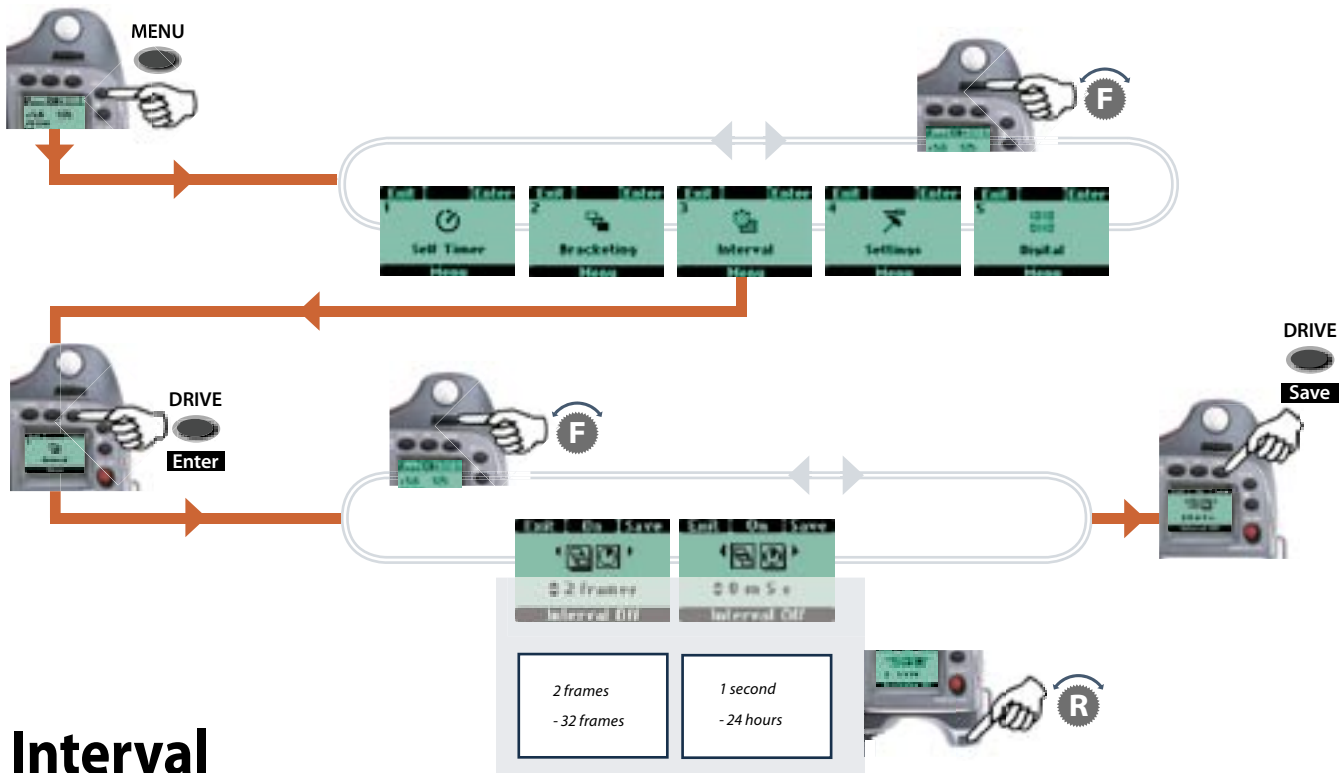 MENU
F
Exit Enter
1
Self Timer
Menu
Exit Enter
2
Bracketing
Menu
Exit Enter
3
Interval
Menu
Exit Enter
4
Settings
Menu
Exit Enter
5
Digital
Menu
DRIVE
Enter
F
DRIVE
Save
Exit On Save
2 frames
Interval Off
Exit On Save
0 m 5 s
Interval Off
2 frames
- 32 frames
1 second
- 24 hours
R
Interval